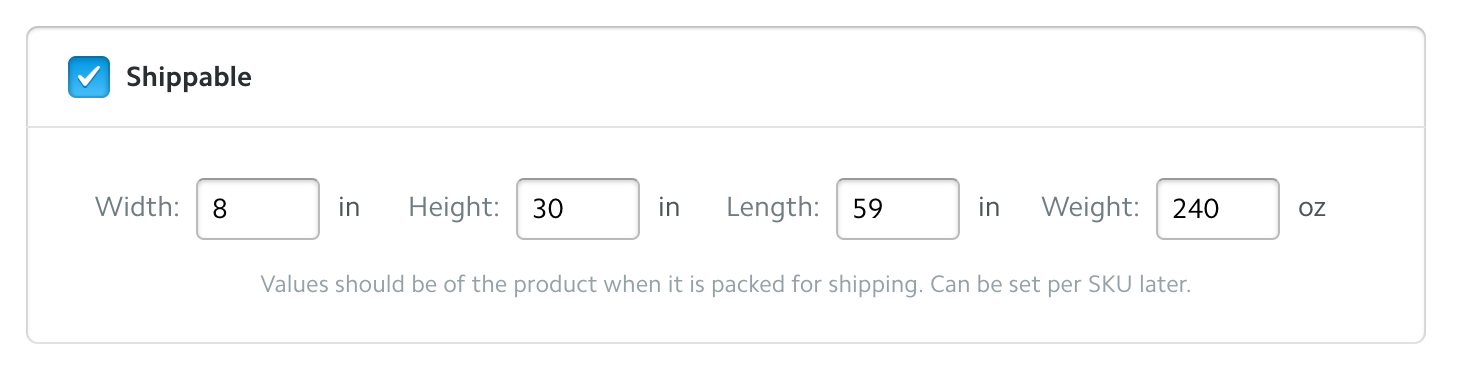 Shippable
Width: 8 in Height: 30 in Length: 59 in Weight: 240 oz
Values should be of the product when it is packed for shipping. Can be set per SKU later.